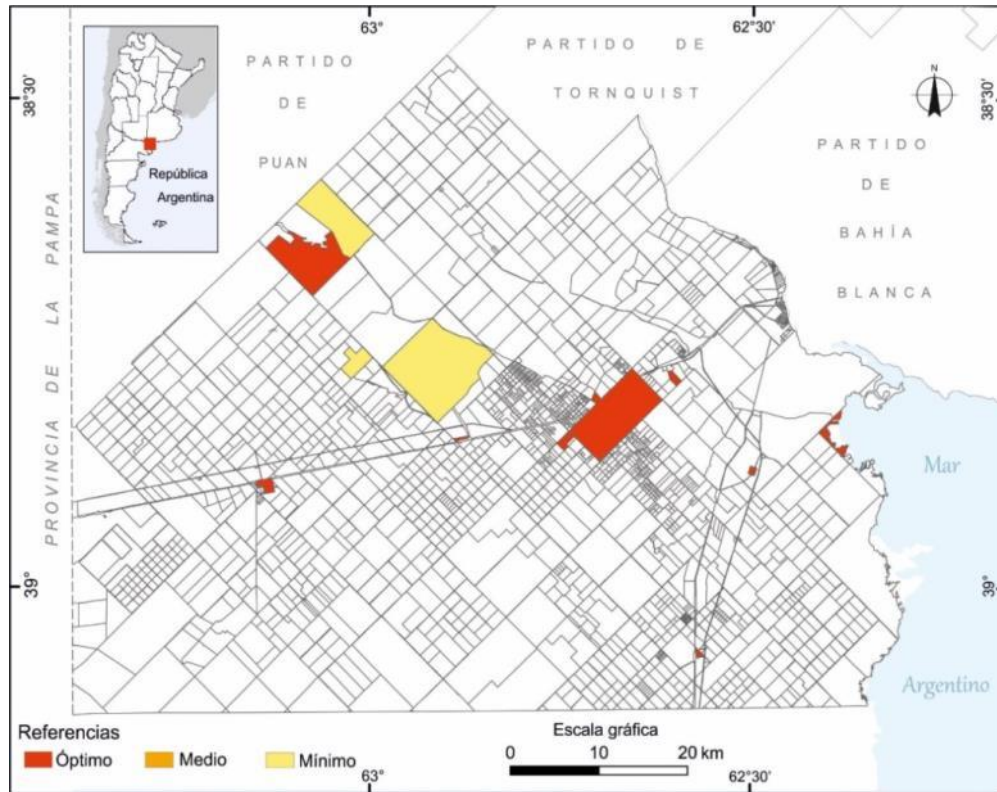 63°
62°30'
38°30'
38°30'
República
Argentina
PARTIDO
DE
PUAN
PARTIDO DE
TORNQUIST
N
PARTIDO
DE
BAHÍA
BLANCA
PROVINCIA DE LA PAMPA
Mar
Argentino
39°
39°
Referencias
Óptimo
Medio
Mínimo
Escala gráfica
0 10 20 km
63°
62°30'